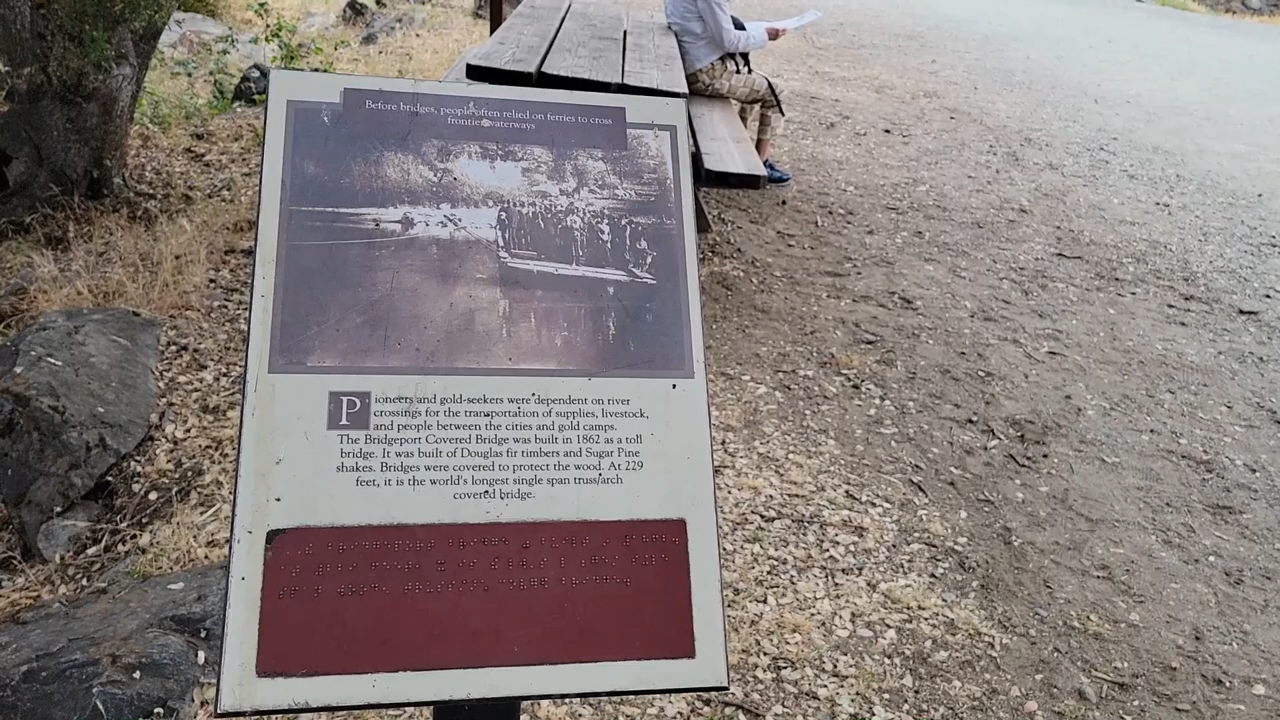 Before bridges, people often relied on ferries to cross
frontier waterways
Pioneers and gold-seekers were dependent on river
crossings for the transportation of supplies, livestock,
and people between the cities and gold camps.
The Bridgeport Covered Bridge was built in 1862 as a toll
bridge. It was built of Douglas fir timbers and Sugar Pine
shakes. Bridges were covered to protect the wood. At 229
feet, it is the world's longest single span truss/arch
covered bridge.